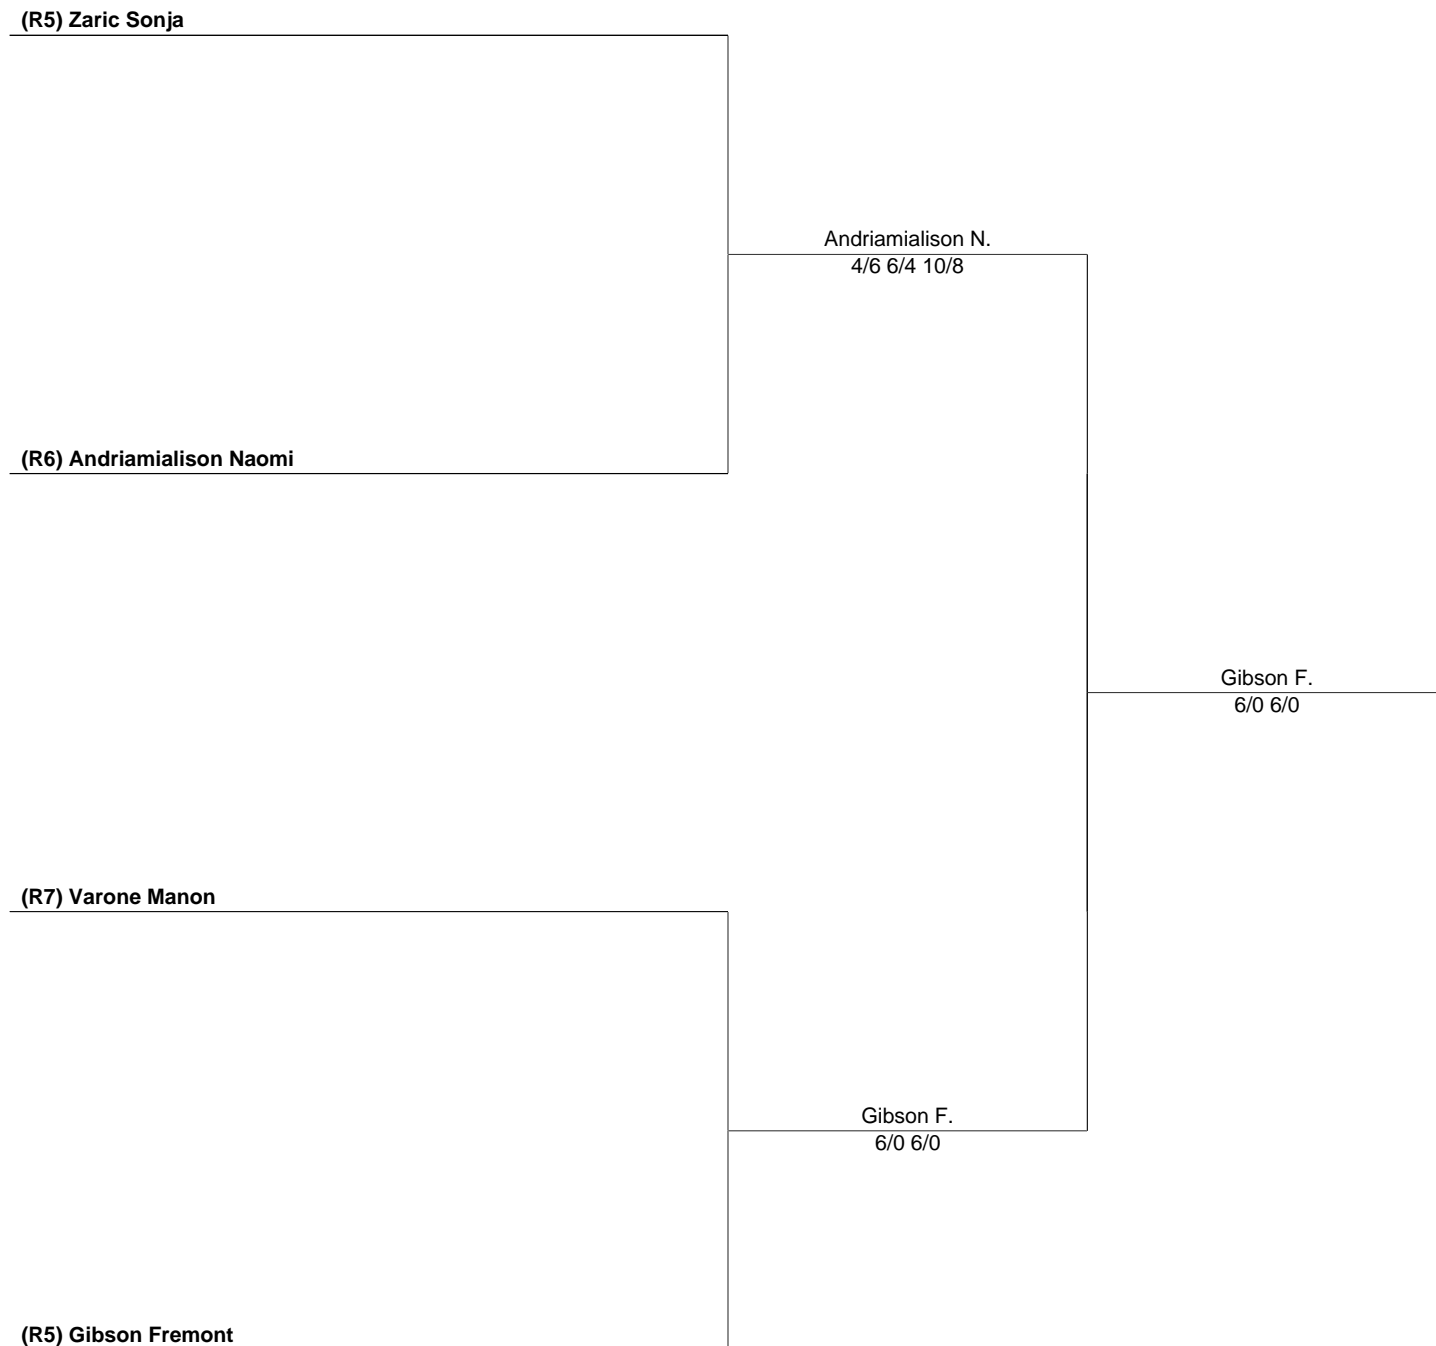 (R5) Zaric Sonja
Andriamialison N.
4/6 6/4 10/8
(R6) Andriamialison Naomi
Gibson F.
6/0 6/0
(R7) Varone Manon
Gibson F.
6/0 6/0
(R5) Gibson Fremont